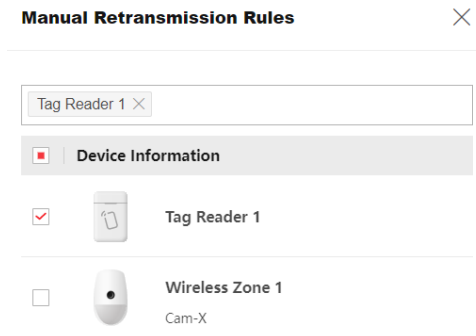 Manual Retransmission Rules
Tag Reader 1
Device Information
Tag Reader 1
Wireless Zone 1
Cam-X